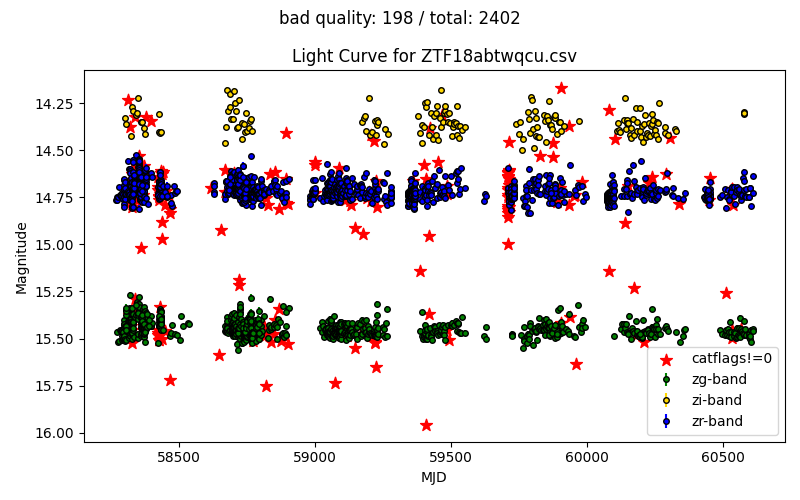 bad quality: 198 / total: 2402
Light Curve for ZTF18abtwqcu.csv
Magnitude
14.25
14.50
14.75
15.00
15.25
15.50
15.75
16.00
catflags!=0
zg-band
zi-band
zr-band
58500
59000
59500
60000
60500
MJD